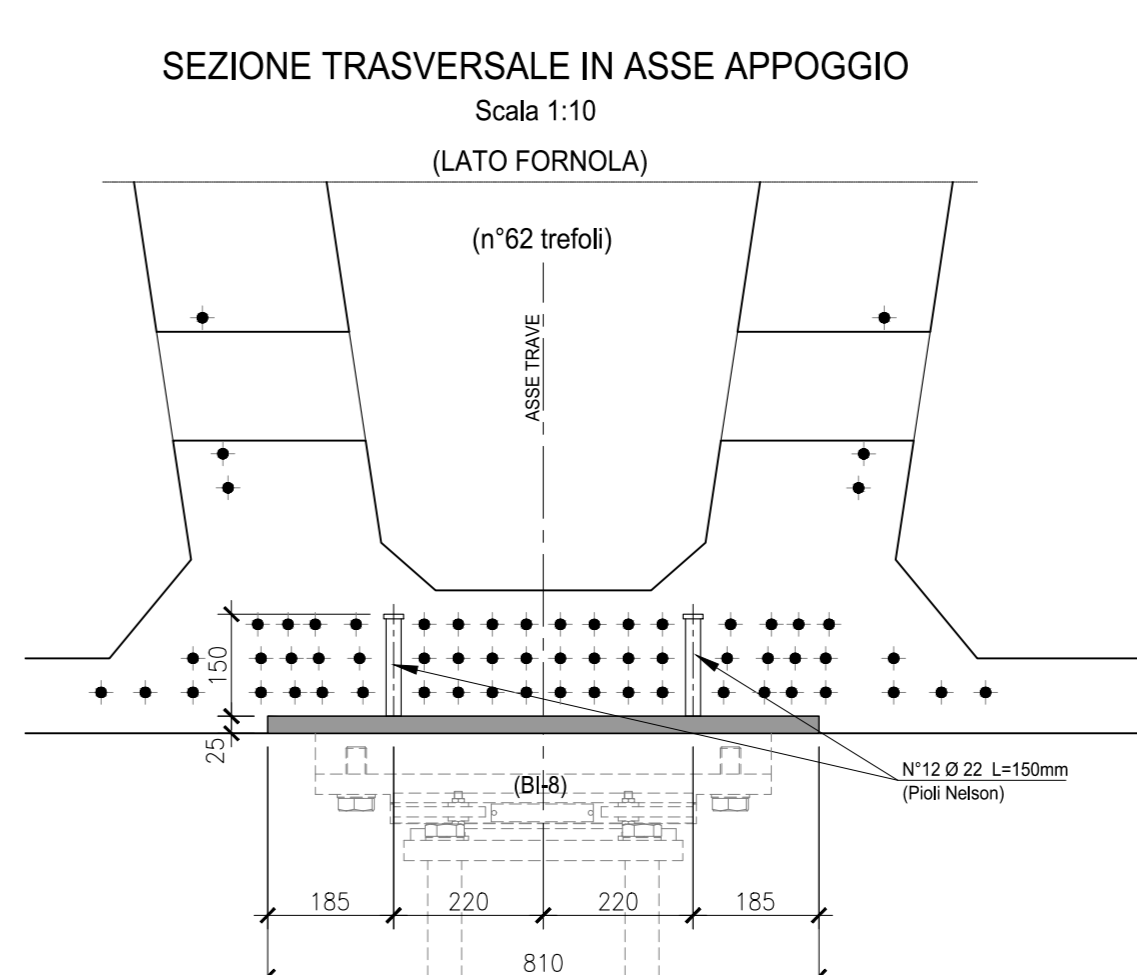 SEZIONE TRASVERSALE IN ASSE APPOGGIO
Scala 1:10
(LATO FORNOLA)
(n°62 trefoli)
ASSE TRAVE
150
25
(BI-8)
N°12 Ø 22 L=150mm
(Pioli Nelson)
185
220
220
185
810